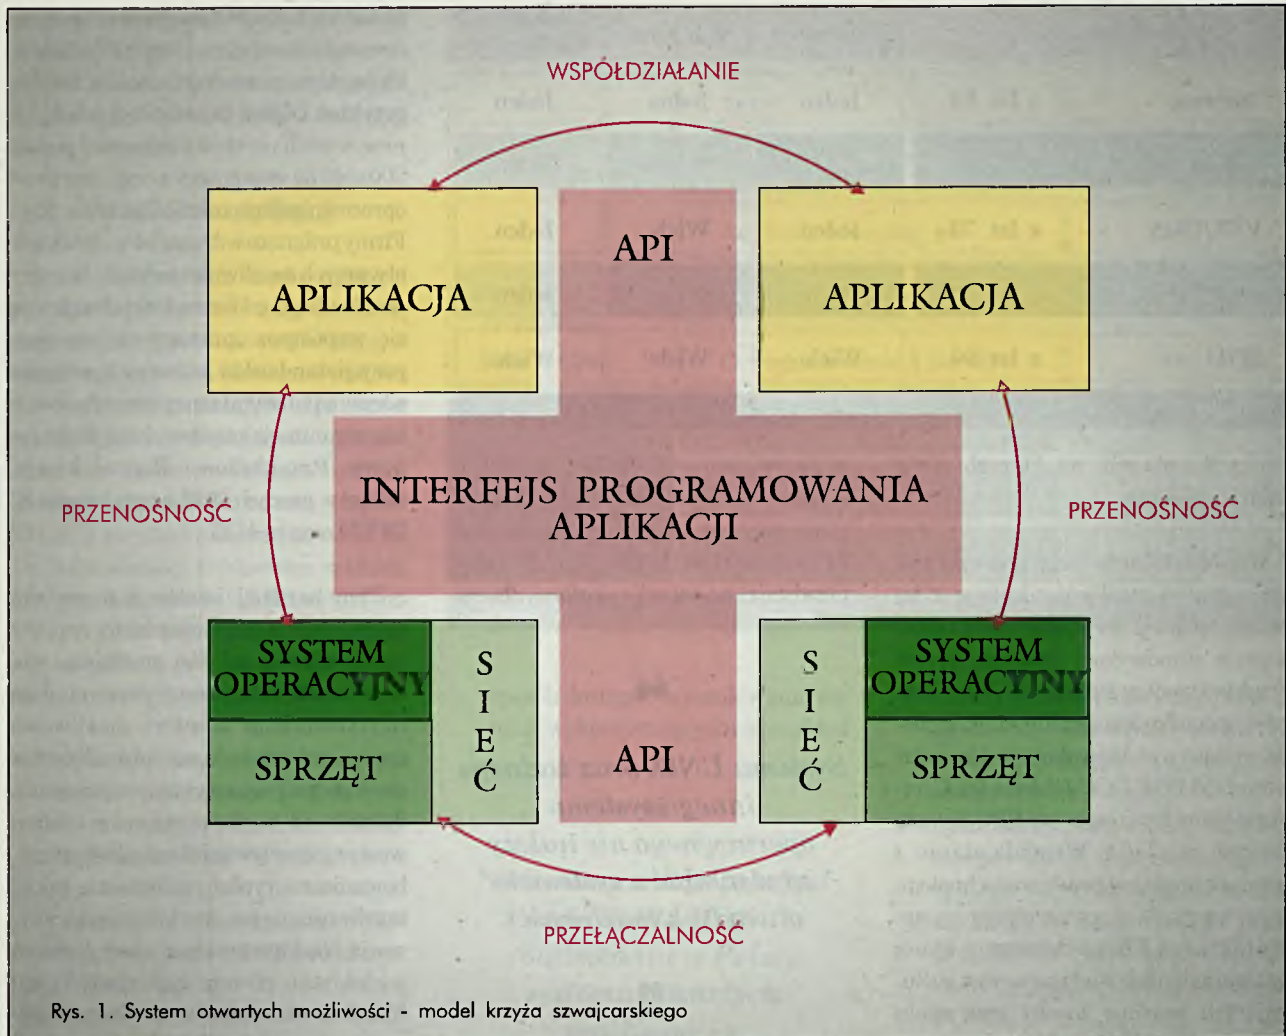 WSPÓŁDZIAŁANIE
API
APLIKACJA
APLIKACJA
INTERFEJS PROGRAMOWANIA
APLIKACJI
PRZENOŚNOŚĆ
PRZENOŚNOŚĆ
SYSTEM
OPERACYJNY
SPRZĘT
S
I
E
Ć
API
S
I
E
Ć
SYSTEM
OPERACYJNY
SPRZĘT
PRZEŁĄCZALNOŚĆ
Rys. 1. System otwartych możliwości - model krzyża szwajcarskiego